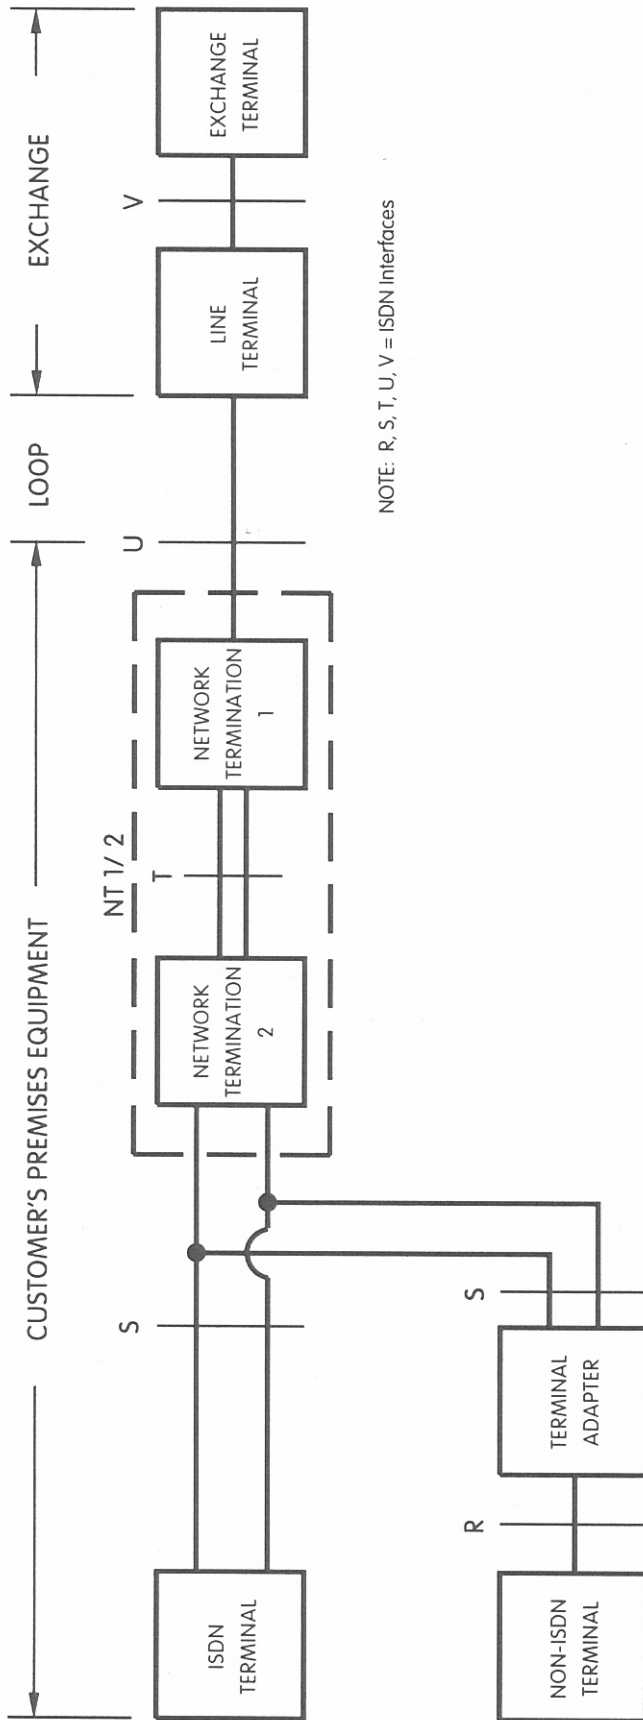 CUSTOMER'S PREMISES EQUIPMENT
LOOP
EXCHANGE
NT 1/ 2
S
T
U
V
ISDN
TERMINAL
NETWORK
TERMINATION
2
NETWORK
TERMINATION
1
LINE
TERMINAL
EXCHANGE
TERMINAL
R
S
NON-ISDN
TERMINAL
TERMINAL
ADAPTER
NOTE: R, S, T, U, V = ISDN Interfaces